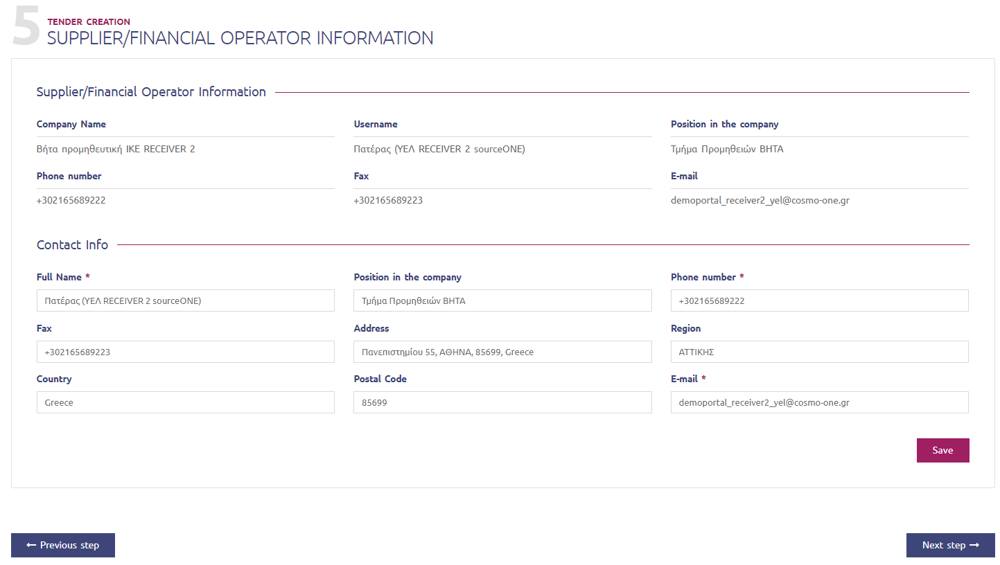 5
TENDER CREATION
SUPPLIER/FINANCIAL OPERATOR INFORMATION
Supplier/Financial Operator Information
Company Name Username Position in the company
Βήτα προμηθευτική ΙΚΕ RECEIVER 2 Πατέρας (ΥΕΛ RECEIVER 2 sourceONE) Τμήμα Προμηθειών ΒΗΤΑ
Phone number Fax E-mail
+302165689222 +302165689223 demoportal_receiver2_yel@cosmo-one.gr
Contact Info
Full Name * Position in the company Phone number *
Πατέρας (ΥΕΛ RECEIVER 2 sourceONE) Τμήμα Προμηθειών ΒΗΤΑ +302165689222
Fax Address Region
+302165689223 Πανεπιστημίου 55, ΑΘΗΝΑ, 85699, Greece ΑΤΤΙΚΗΣ
Country Postal Code E-mail *
Greece 85699 demoportal_receiver2_yel@cosmo-one.gr
Save
← Previous step Next step →